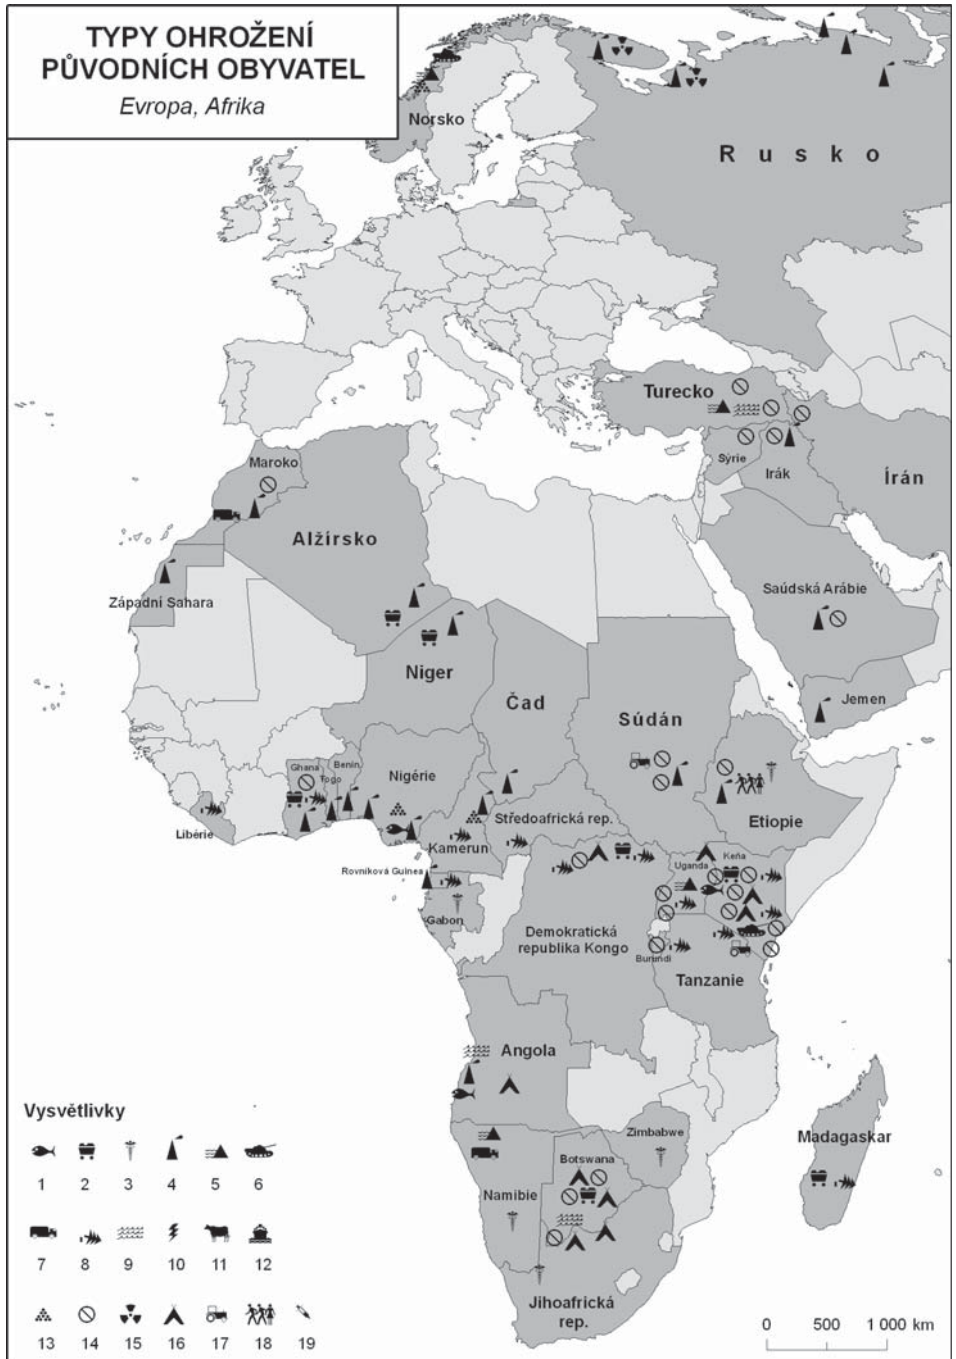 TYPY OHROŽENÍ
PŮVODNÍCH OBYVATEL
Evropa, Afrika
Norsko
Rusko
Turecko
Sýrie
Irák
Írán
Maroko
Alžírsko
Saúdská Arábie
Západní Sahara
Niger
Čad
Súdán
Jemen
Ghana
Togo
Benin
Nigérie
Etiopie
Libérie
Kamerun
Středoafrická rep.
Rovníková Guinea
Uganda
Keňa
Gabon
Demokratická
republika Kongo
Burundi
Tanzanie
Angola
Zimbabwe
Madagaskar
Botswana
Namibie
Jihoafrická
rep.
Vysvětlivky
1 2 3 4 5 6
7 8 9 10 11 12
13 14 15 16 17 18 19
0 500 1 000 km